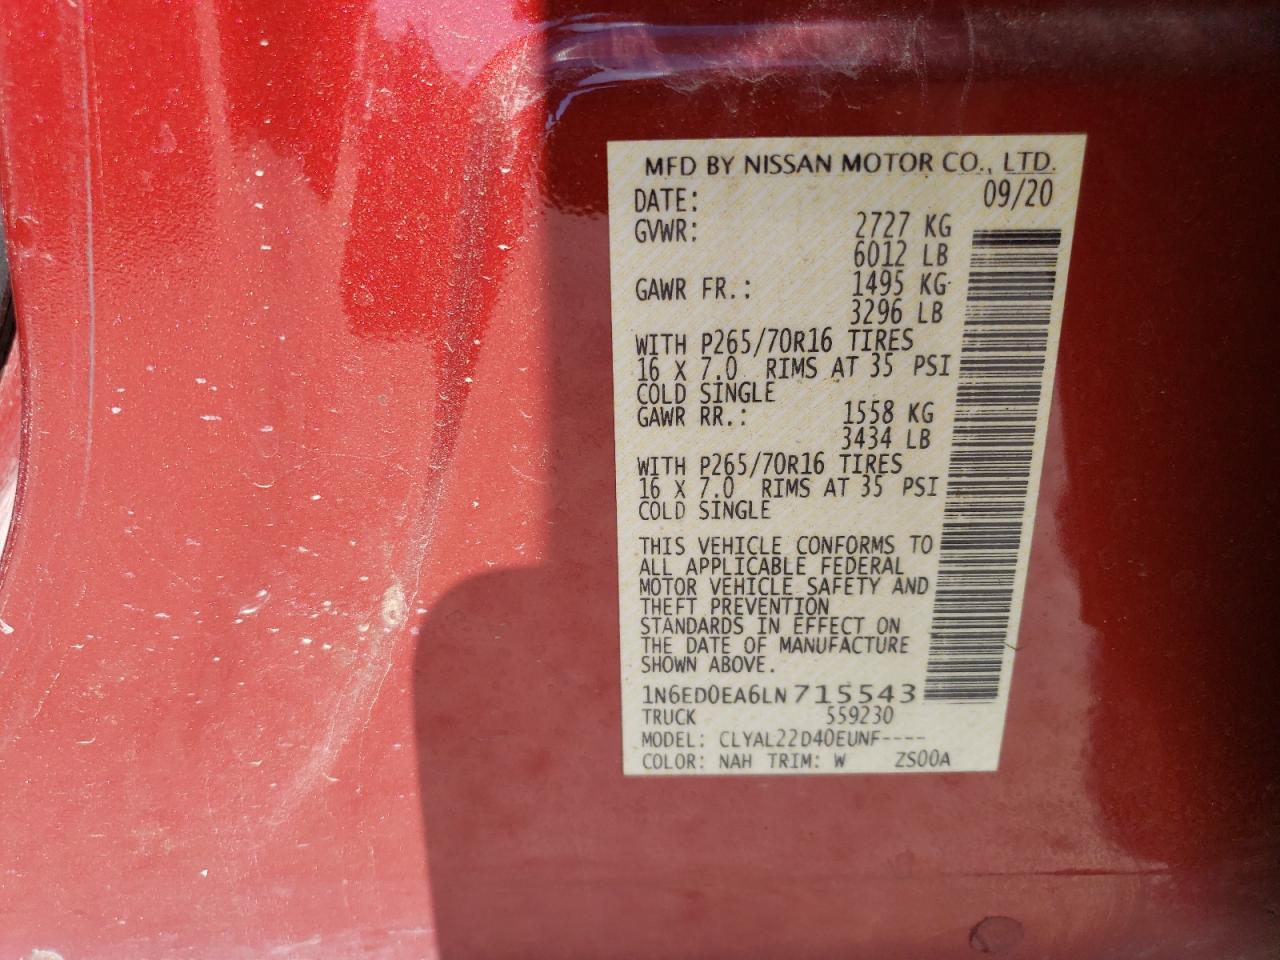 MFD BY NISSAN MOTOR CO., LTD.
DATE: 09/20
GVWR: 2727 KG
6012 LB
GAWR FR.: 1495 KG
3296 LB
WITH P265/70R16 TIRES
16 X 7.0 RIMS AT 35 PSI
COLD SINGLE
GAWR RR.: 1558 KG
3434 LB
WITH P265/70R16 TIRES
16 X 7.0 RIMS AT 35 PSI
COLD SINGLE
THIS VEHICLE CONFORMS TO
ALL APPLICABLE FEDERAL
MOTOR VEHICLE SAFETY AND
THEFT PREVENTION
STANDARDS IN EFFECT ON
THE DATE OF MANUFACTURE
SHOWN ABOVE.
1N6ED0EA6LN715543
TRUCK 559230
MODEL: CLYAL22D40EUNF----
COLOR: NAH TRIM: W ZS00A